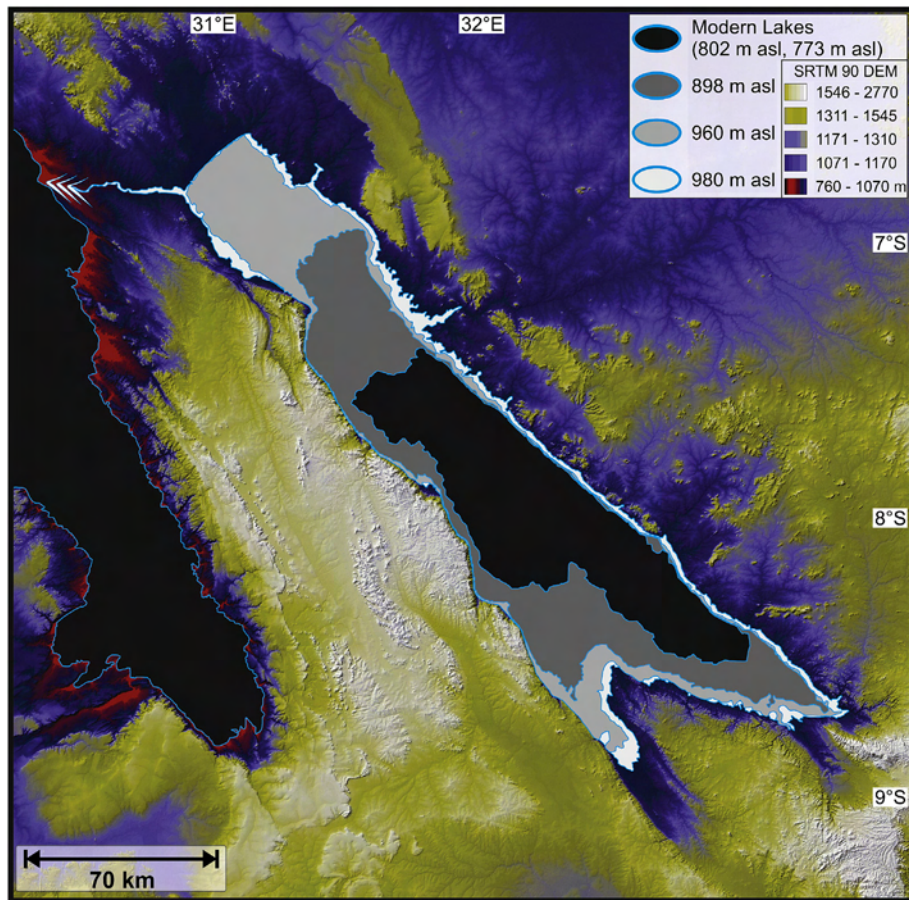 31°E
32°E
Modern Lakes
(802 m asl, 773 m asl)
898 m asl
960 m asl
980 m asl
SRTM 90 DEM
1546 - 2770
1311 - 1545
1171 - 1310
1071 - 1170
760 - 1070 m
7°S
8°S
9°S
70 km